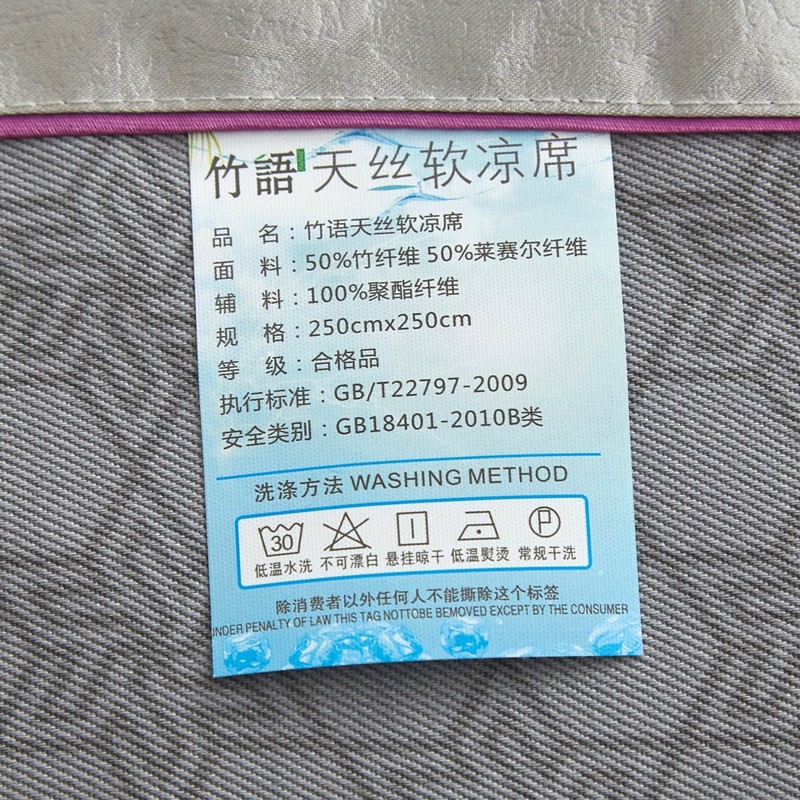 竹語 天丝软凉席
品 名：竹语天丝软凉席
面 料：50%竹纤维 50%莱赛尔纤维
辅 料：100%聚酯纤维
规 格：250cmx250cm
等 级：合格品
执行标准：GB/T22797-2009
安全类别：GB18401-2010B类
洗涤方法 WASHING METHOD
30 P
低温水洗 不可漂白 悬挂晾干 低温熨烫 常规干洗
除消费者以外任何人不能撕除这个标签
UNDER PENALTY OF LAW THIS TAG NOTTOBE BEMOVED EXCEPT BY THE CONSUMER